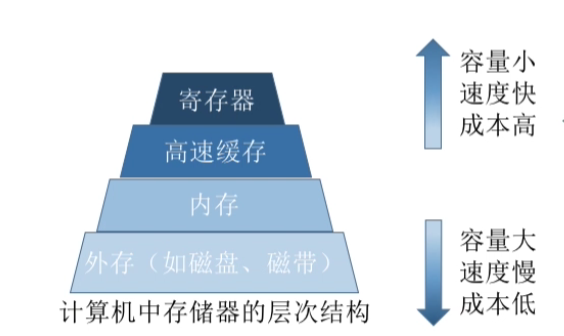 寄存器
高速缓存
内存
外存（如磁盘、磁带）
计算机中存储器的层次结构
容量小
速度快
成本高
容量大
速度慢
成本低